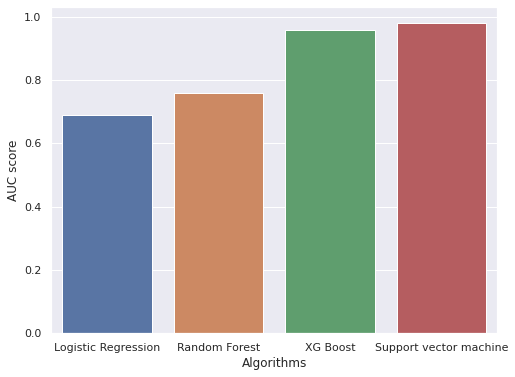 1.0
0.8
0.6
0.4
0.2
0.0
AUC score
Logistic Regression Random Forest XG Boost Support vector machine
Algorithms